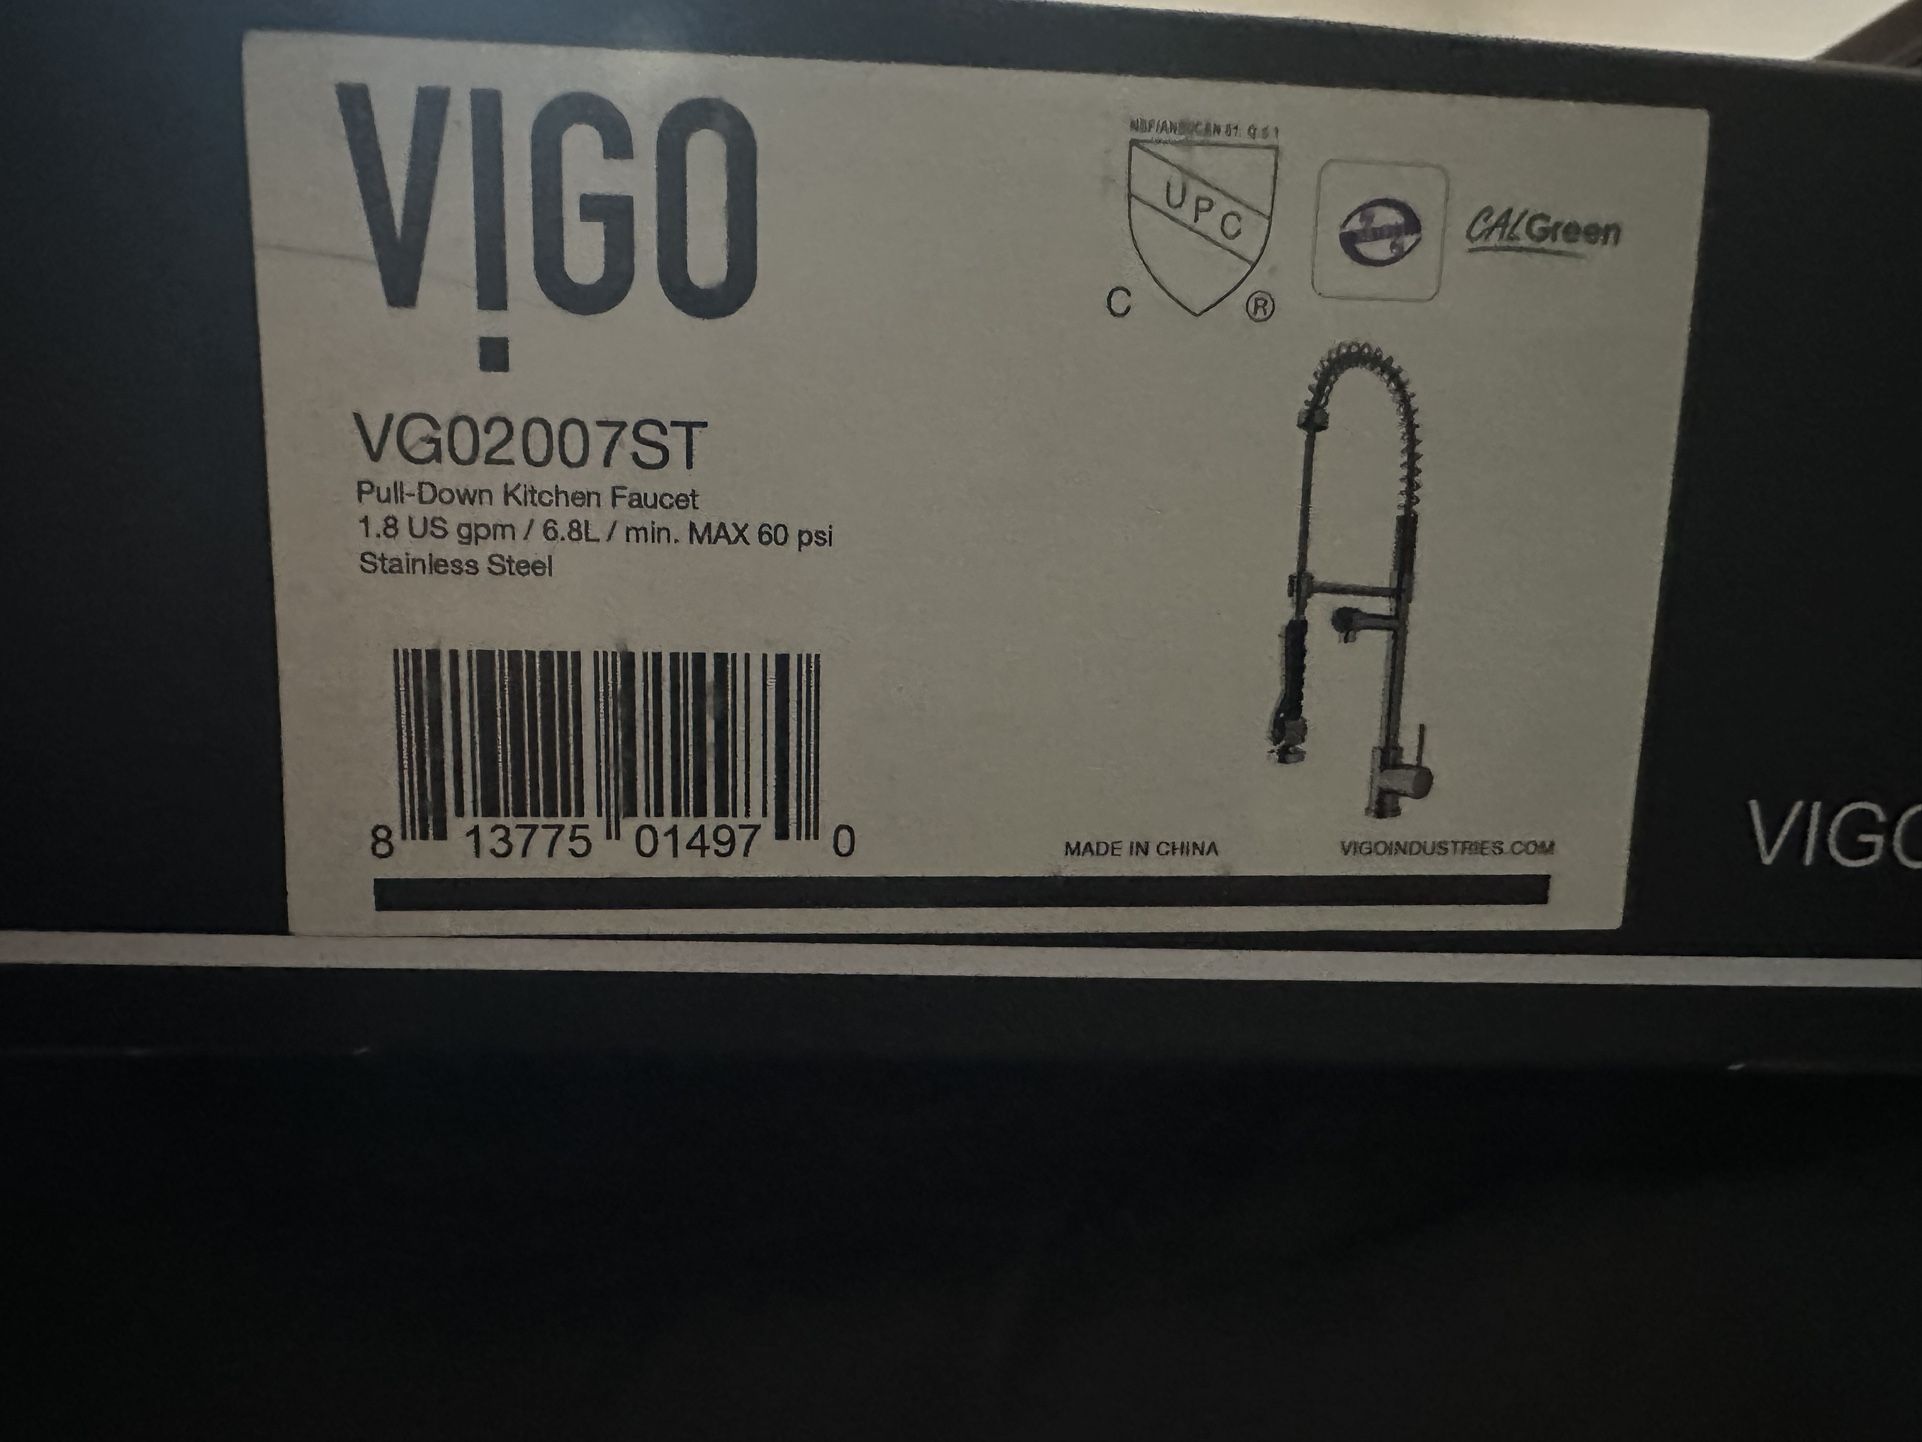 VIGO
UPC
C ®
CALGreen
VG02007ST
Pull-Down Kitchen Faucet
1.8 US gpm / 6.8L / min. MAX 60 psi
Stainless Steel
8 13775 01497 0
MADE IN CHINA
VIGOINDUSTRIES.COM
VIGO